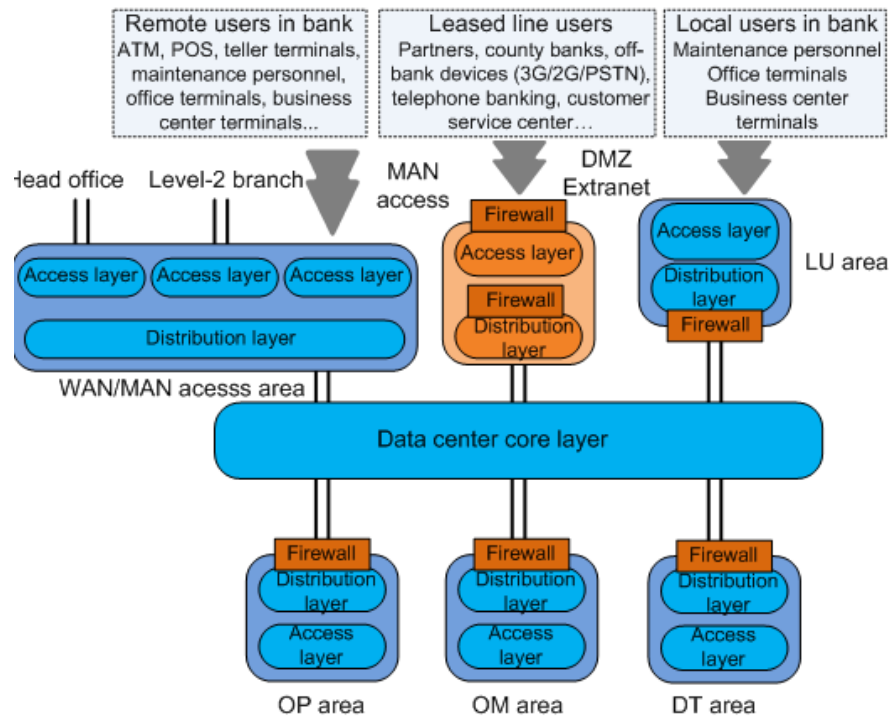 Remote users in bank
ATM, POS, teller terminals,
maintenance personnel,
office terminals, business
center terminals...
Leased line users
Partners, county banks, off-
bank devices (3G/2G/PSTN),
telephone banking, customer
service center…
Local users in bank
Maintenance personnel
Office terminals
Business center
terminals
Head office
Level-2 branch
MAN
access
DMZ
Extranet
Access layer
Access layer
Access layer
Distribution layer
WAN/MAN acesss area
Firewall
Access layer
Firewall
Distribution
layer
Access layer
Distribution
layer
Firewall
LU area
Data center core layer
Firewall
Distribution
layer
Access
layer
OP area
Firewall
Distribution
layer
Access
layer
OM area
Firewall
Distribution
layer
Access
layer
DT area